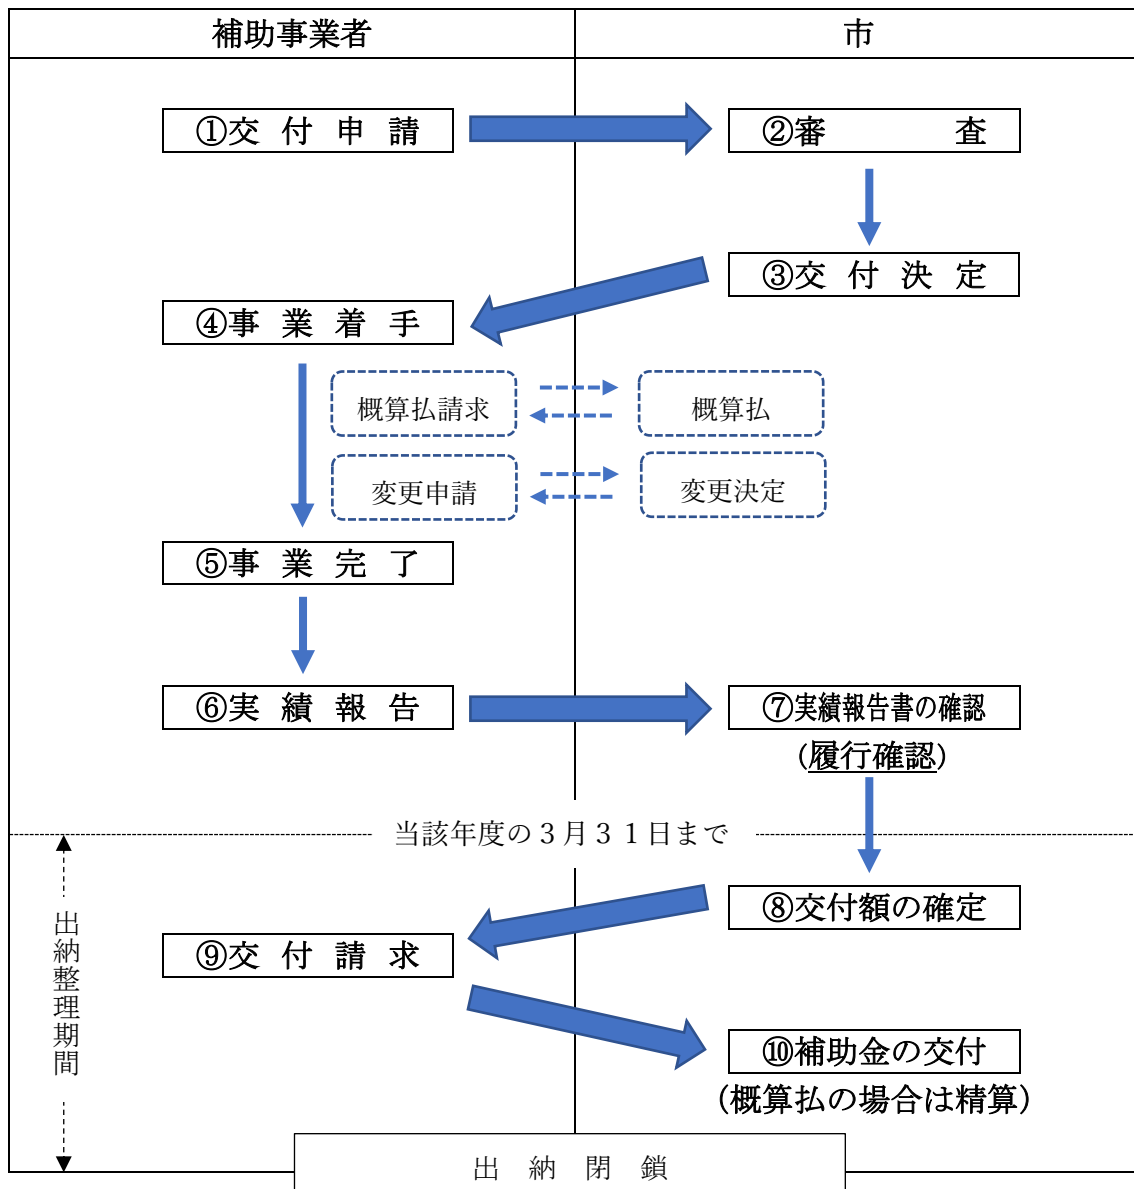 補助事業者
市
①交付申請
②審査
③交付決定
④事業着手
概算払請求
概算払
変更申請
変更決定
⑤事業完了
⑥実績報告
⑦実績報告書の確認
(履行確認)
当該年度の３月３１日まで
出納整理期間
⑧交付額の確定
⑨交付請求
⑩補助金の交付
(概算払の場合は精算)
出納閉鎖